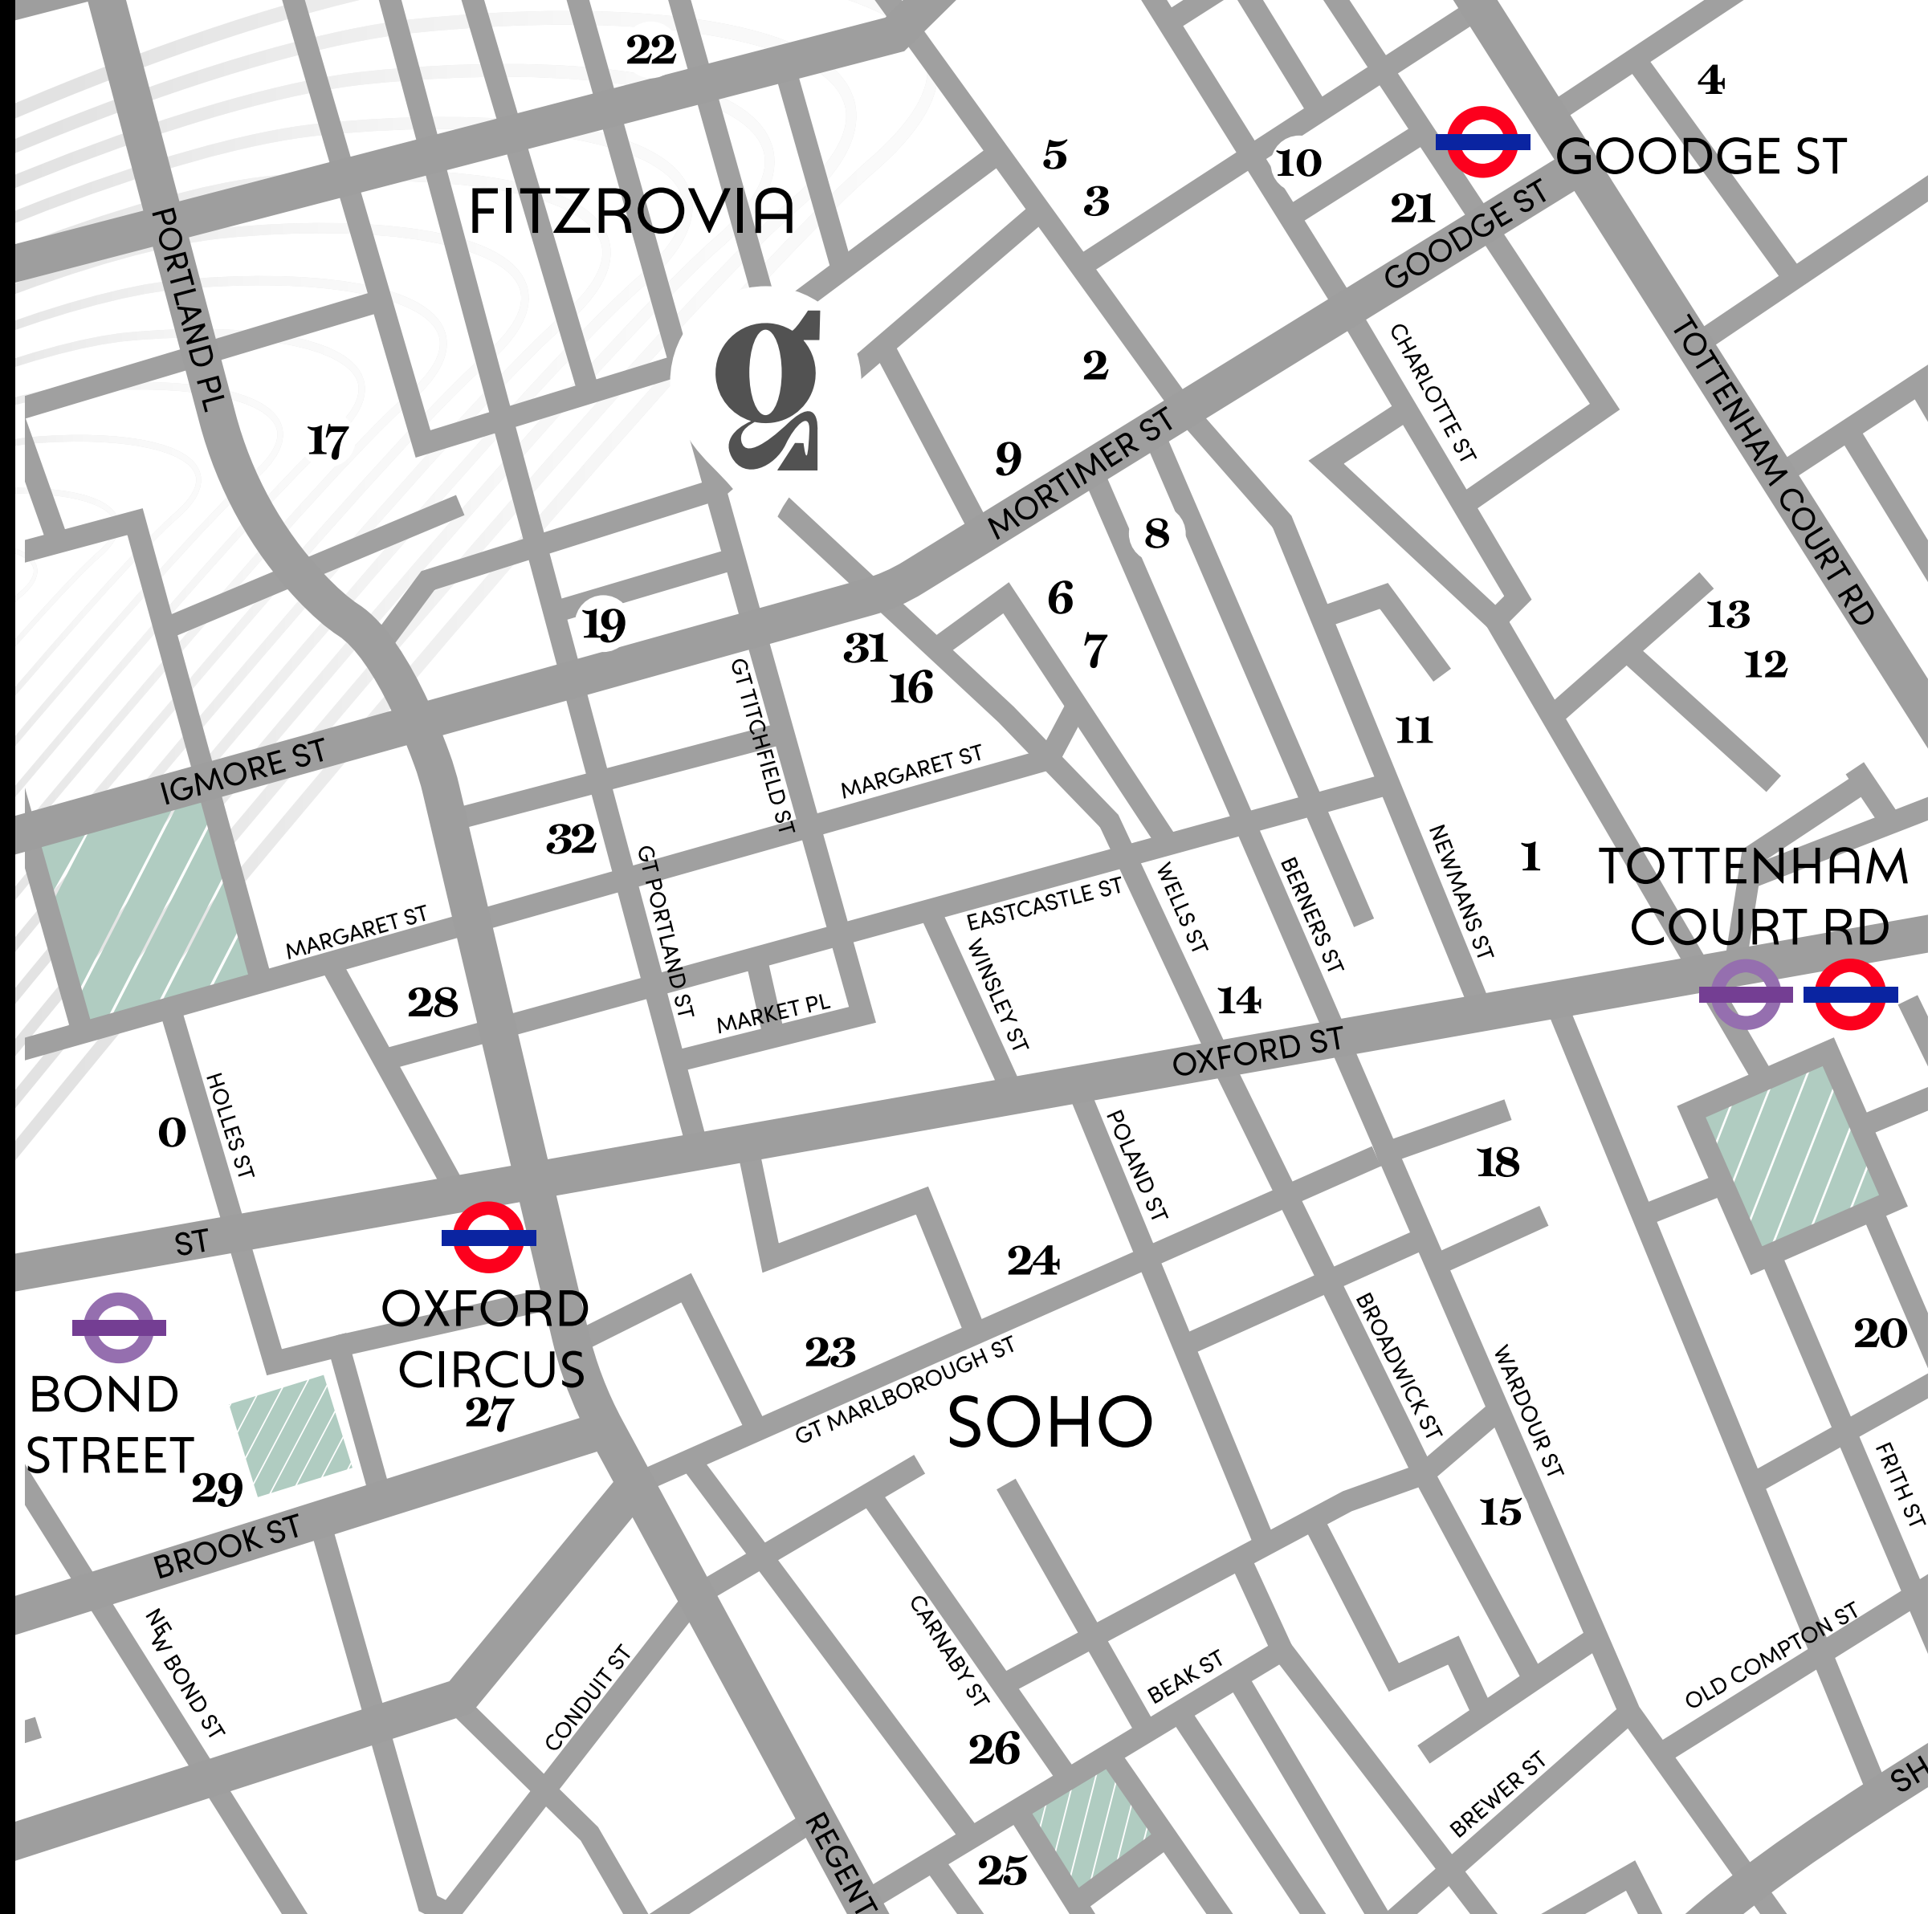 22
4
5
GOODGE ST
10
3
21
FITZROVIA
GOODGE ST
PORTLAND PL
g
2
CHARLOTTE ST
TOTTENHAM COURT RD
17
9
MORTIMER ST
8
6
13
19
31
7
12
16
GT TITCHFIELD ST
11
IGMORE ST
MARGARET ST
32
1
TOTTENHAM
COURT RD
GT PORTLAND ST
NEWMANS ST
BERNERS ST
WELLS ST
EASTCASTLE ST
MARGARET ST
WINSLEY ST
28
14
MARKET PL
OXFORD ST
HOLLES ST
0
POLAND ST
18
ST
24
OXFORD
CIRCUS
23
20
BROADWICK ST
WARDOUR ST
GT MARLBOROUGH ST
BOND
STREET
27
SOHO
29
FRITH ST
15
BROOK ST
NEW BOND ST
CARNABY ST
CONDUIT ST
BEAK ST
OLD COMPTON ST
26
BREWER ST
SH
REGENT
25